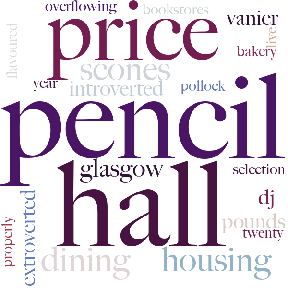 overflowing
bookstores
price
vanier
flavoured
live
bakery
scones
year
introverted
pollock
pencil
glasgow
selection
hall
extroverted
dj
properly
pounds
twenty
dining
housing